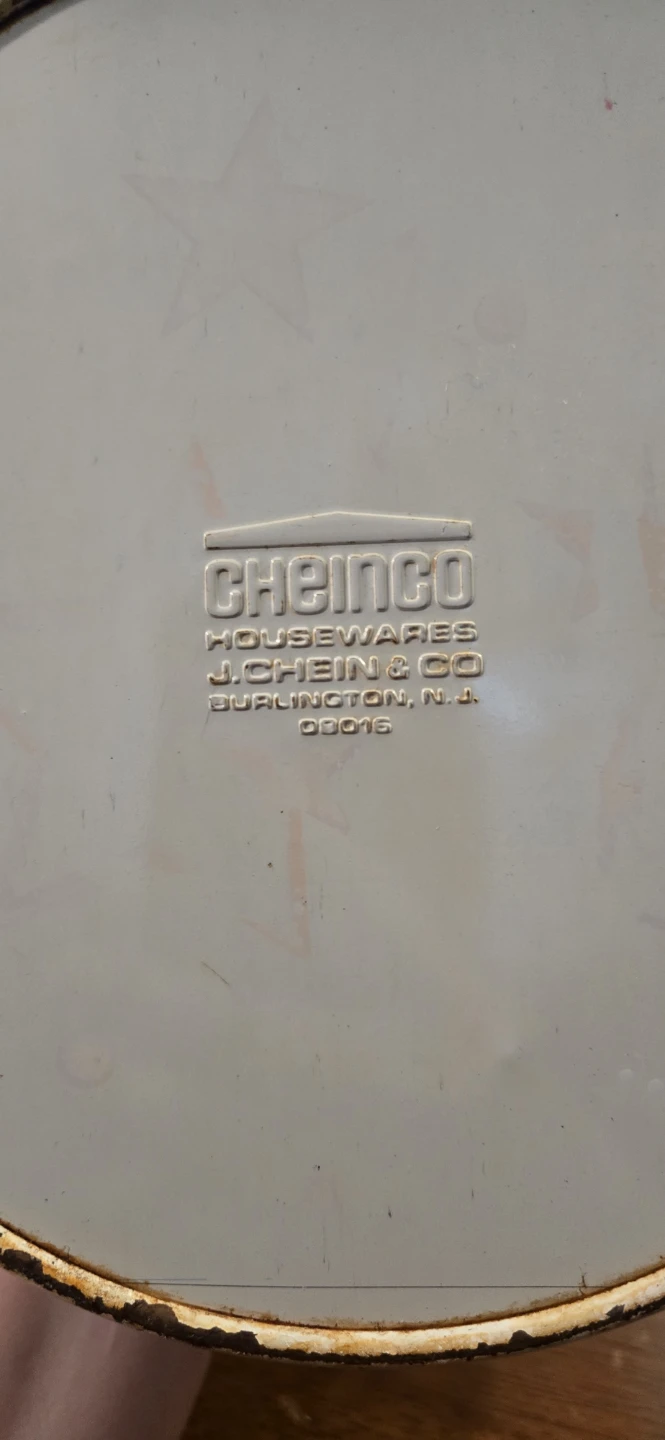 CHEINCO
HOUSEWARES
J.CHEIN & CO
BURLINGTON, N.J.
08016